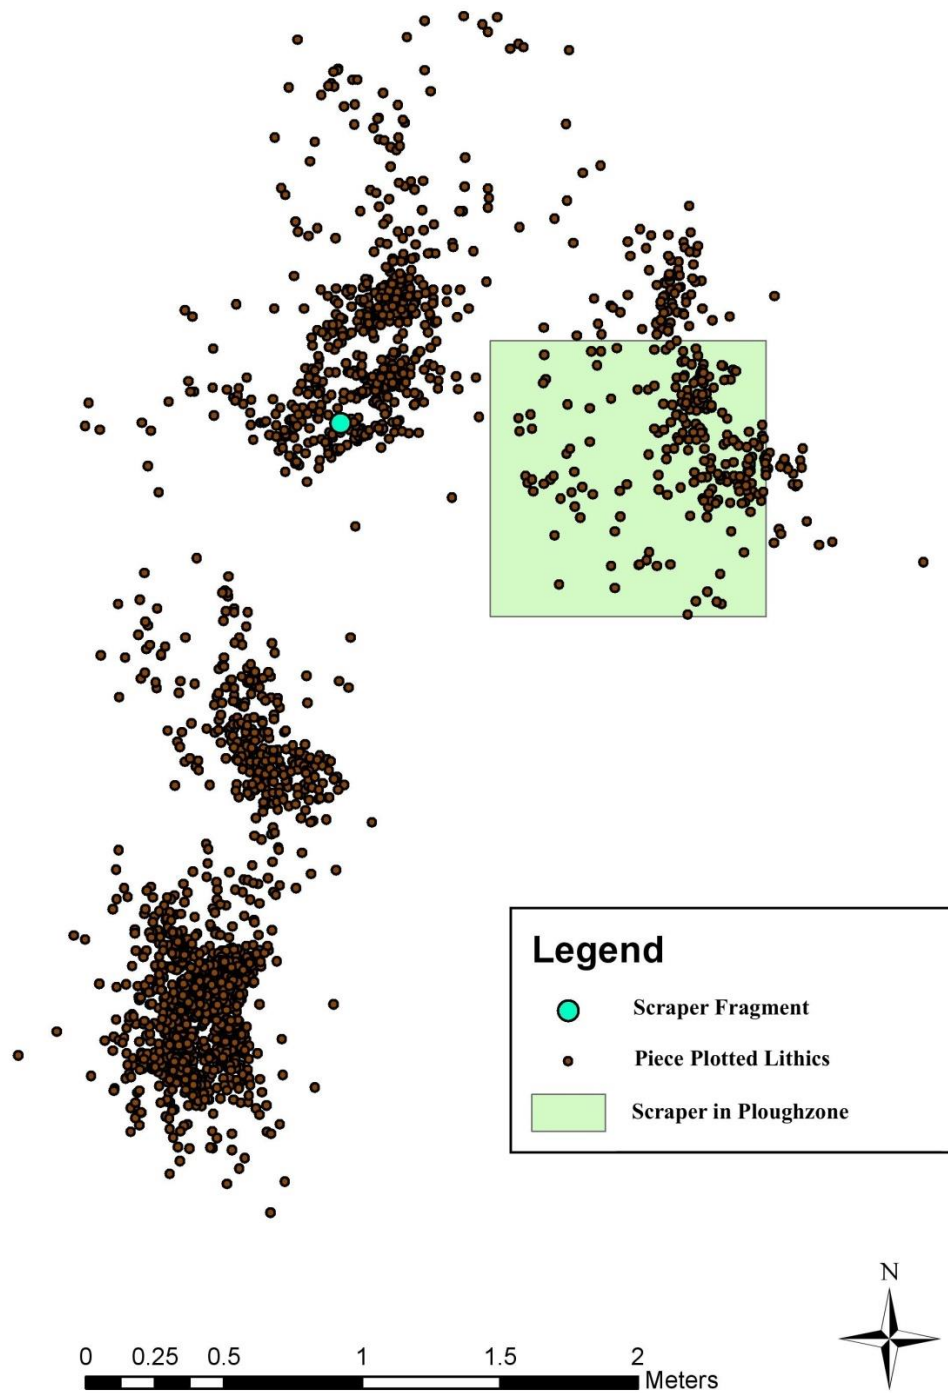 Legend
Scraper Fragment
Piece Plotted Lithics
Scraper in Ploughzone
N
0 0.25 0.5 1 1.5 2
Meters